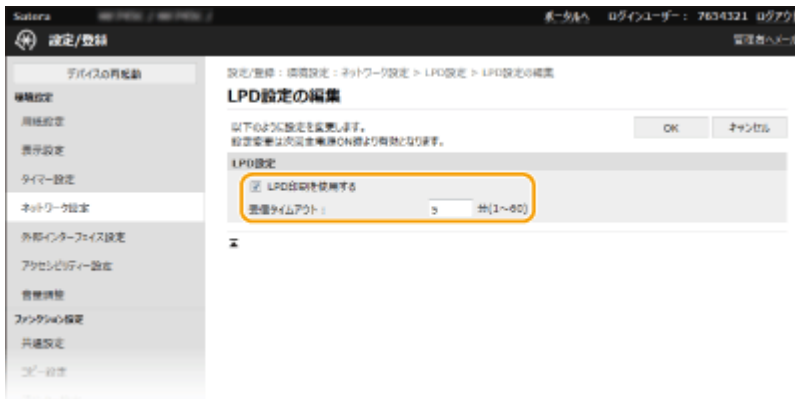 Satera
ポータルへ ログインユーザー： 7654321 ログアウト
設定/登録
管理者へメール
デバイスの再起動
環境設定
用紙設定
表示設定
タイマー設定
ネットワーク設定
外部インターフェイス設定
アクセシビリティー設定
音量調整
ファンクション設定
共通設定
コピー設定
設定/登録：環境設定：ネットワーク設定 > LPD設定 > LPD設定の編集
LPD設定の編集
以下のように設定を変更します。
設定変更は次回主電源ON時より有効となります。
OK キャンセル
LPD設定
LPD印刷を使用する
受信タイムアウト： 5 分(1～60)